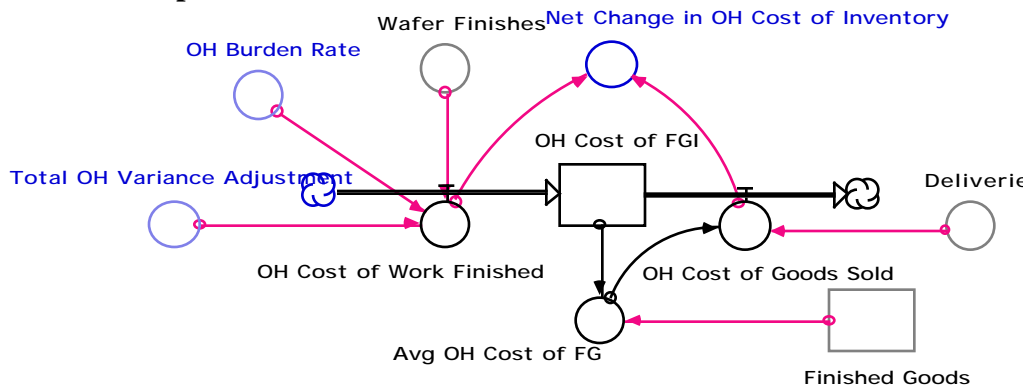 Wafer Finishes
Net Change in OH Cost of Inventory
OH Burden Rate
OH Cost of FGI
Total OH Variance Adjustment
Deliverie
OH Cost of Work Finished
OH Cost of Goods Sold
Avg OH Cost of FG
Finished Goods